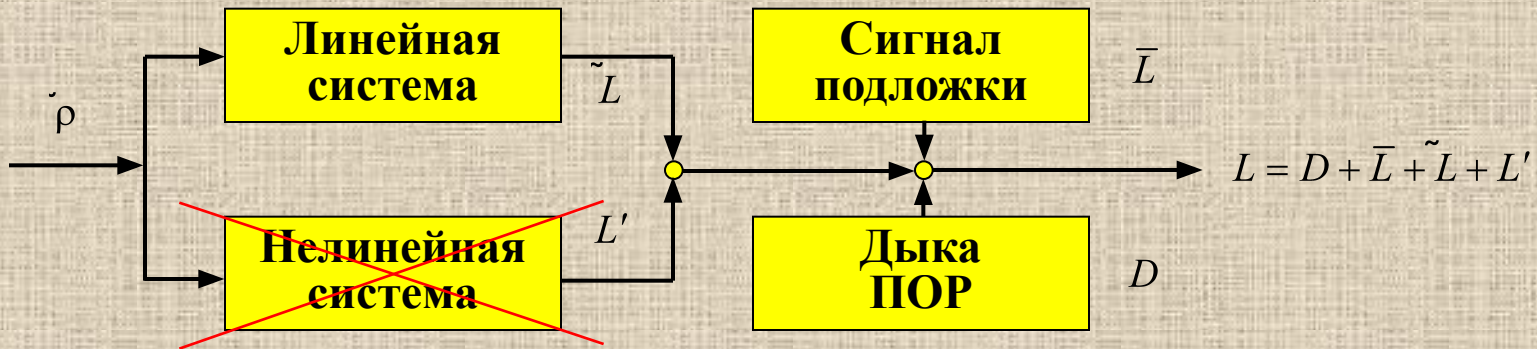 Линейная
система
Сигнал
подложки
L̄
ρ̃
L̃
L = D + L̄ + L̃ + L′
Нелинейная
система
L′
Дыка
ПОР
D